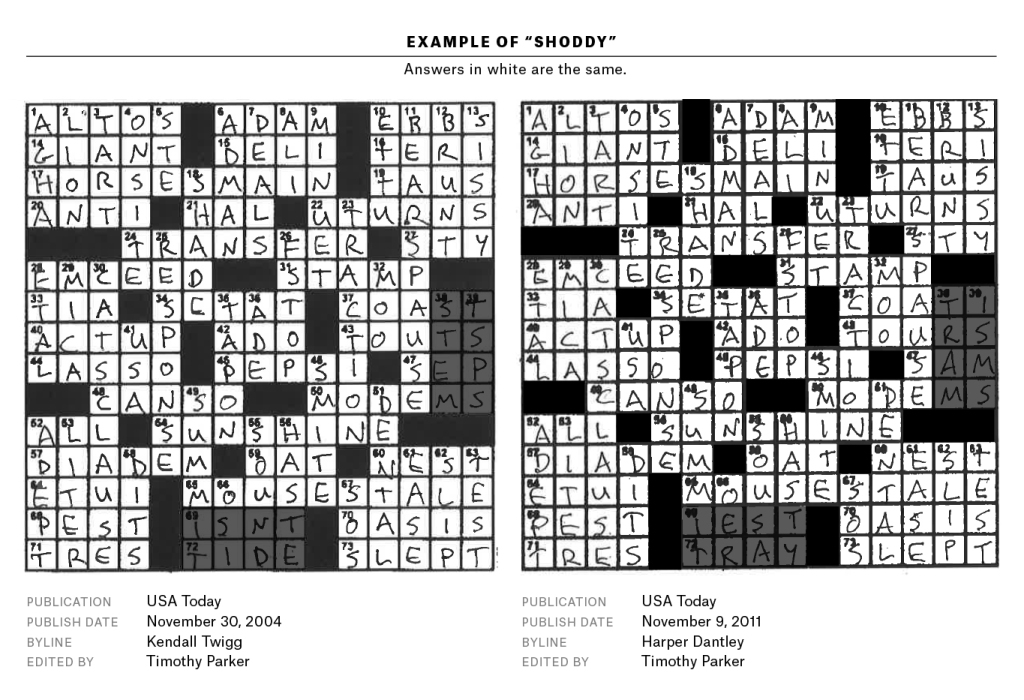 EXAMPLE OF “SHODDY”
Answers in white are the same.
ALTOS ADAM EBBS
GIANT DELI TERI
HORSESMAIN TAUS
ANTI HAL UTURNS
TRANSFER STY
EMCEED STAMP
TIA SETAT COAST
ACTUP ADO TOUTS
LASSO PEPSI SEP
CANSO MODEMS
ALL SUNSHINE
DIADEM OAT NEST
ETUI MOUSESTALE
PEST ISNT OASIS
TRES TIDE SLEPT
PUBLICATION USA Today
PUBLISH DATE November 30, 2004
BYLINE Kendall Twigg
EDITED BY Timothy Parker
ALTOS ADAM EBBS
GIANT DELI TERI
HORSESMAIN TAUS
ANTI HAL UTURNS
TRANSFER STY
EMCEED STAMP
TIA SETAT COATI
ACTUP ADO TOURS
LASSO PEPSI SAM
CANSO MODEMS
ALL SUNSHINE
DIADEM OAT NEST
ETUI MOUSESTALE
PEST IEST OASIS
TRES TRAY SLEPT
PUBLICATION USA Today
PUBLISH DATE November 9, 2011
BYLINE Harper Dantley
EDITED BY Timothy Parker